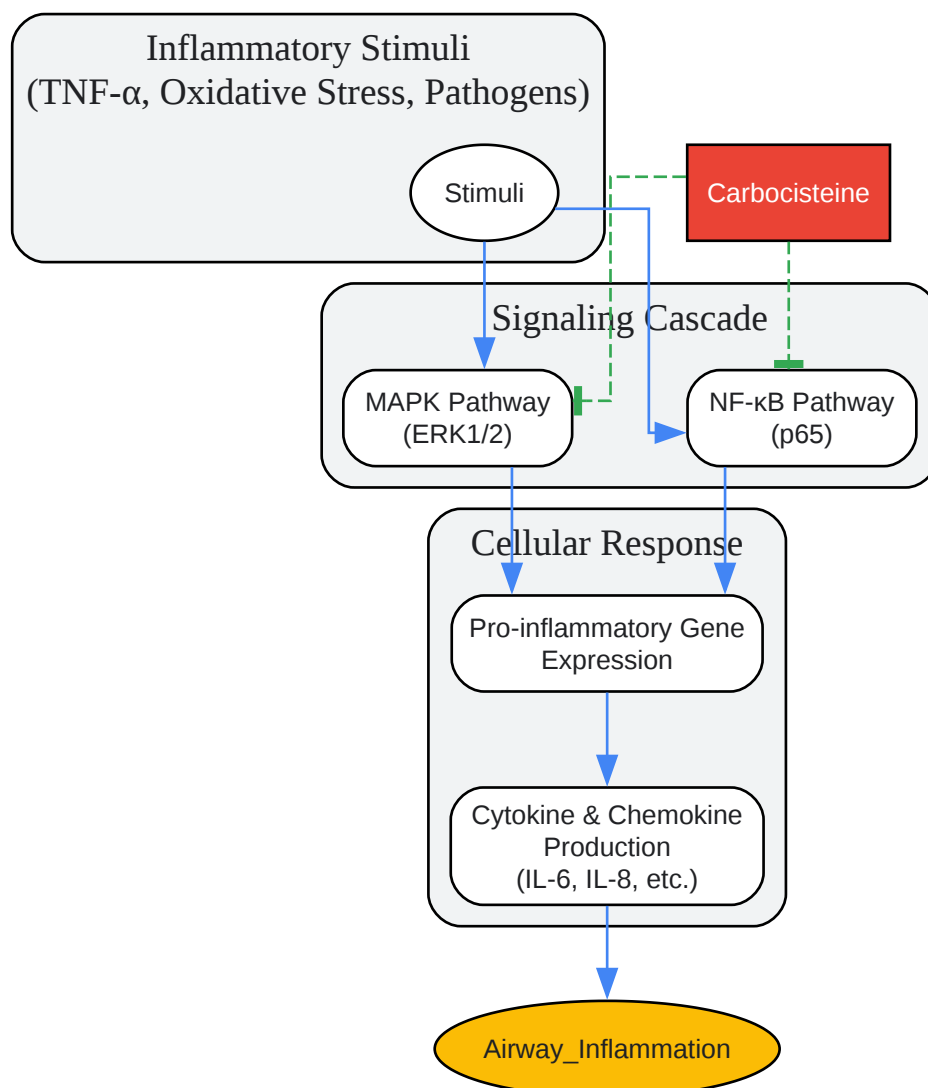 Inflammatory Stimuli
(TNF-α, Oxidative Stress, Pathogens)
Stimuli
Carbocisteine
Signaling Cascade
MAPK Pathway
(ERK1/2)
NF-κB Pathway
(p65)
Cellular Response
Pro-inflammatory Gene
Expression
Cytokine & Chemokine
Production
(IL-6, IL-8, etc.)
Airway_Inflammation